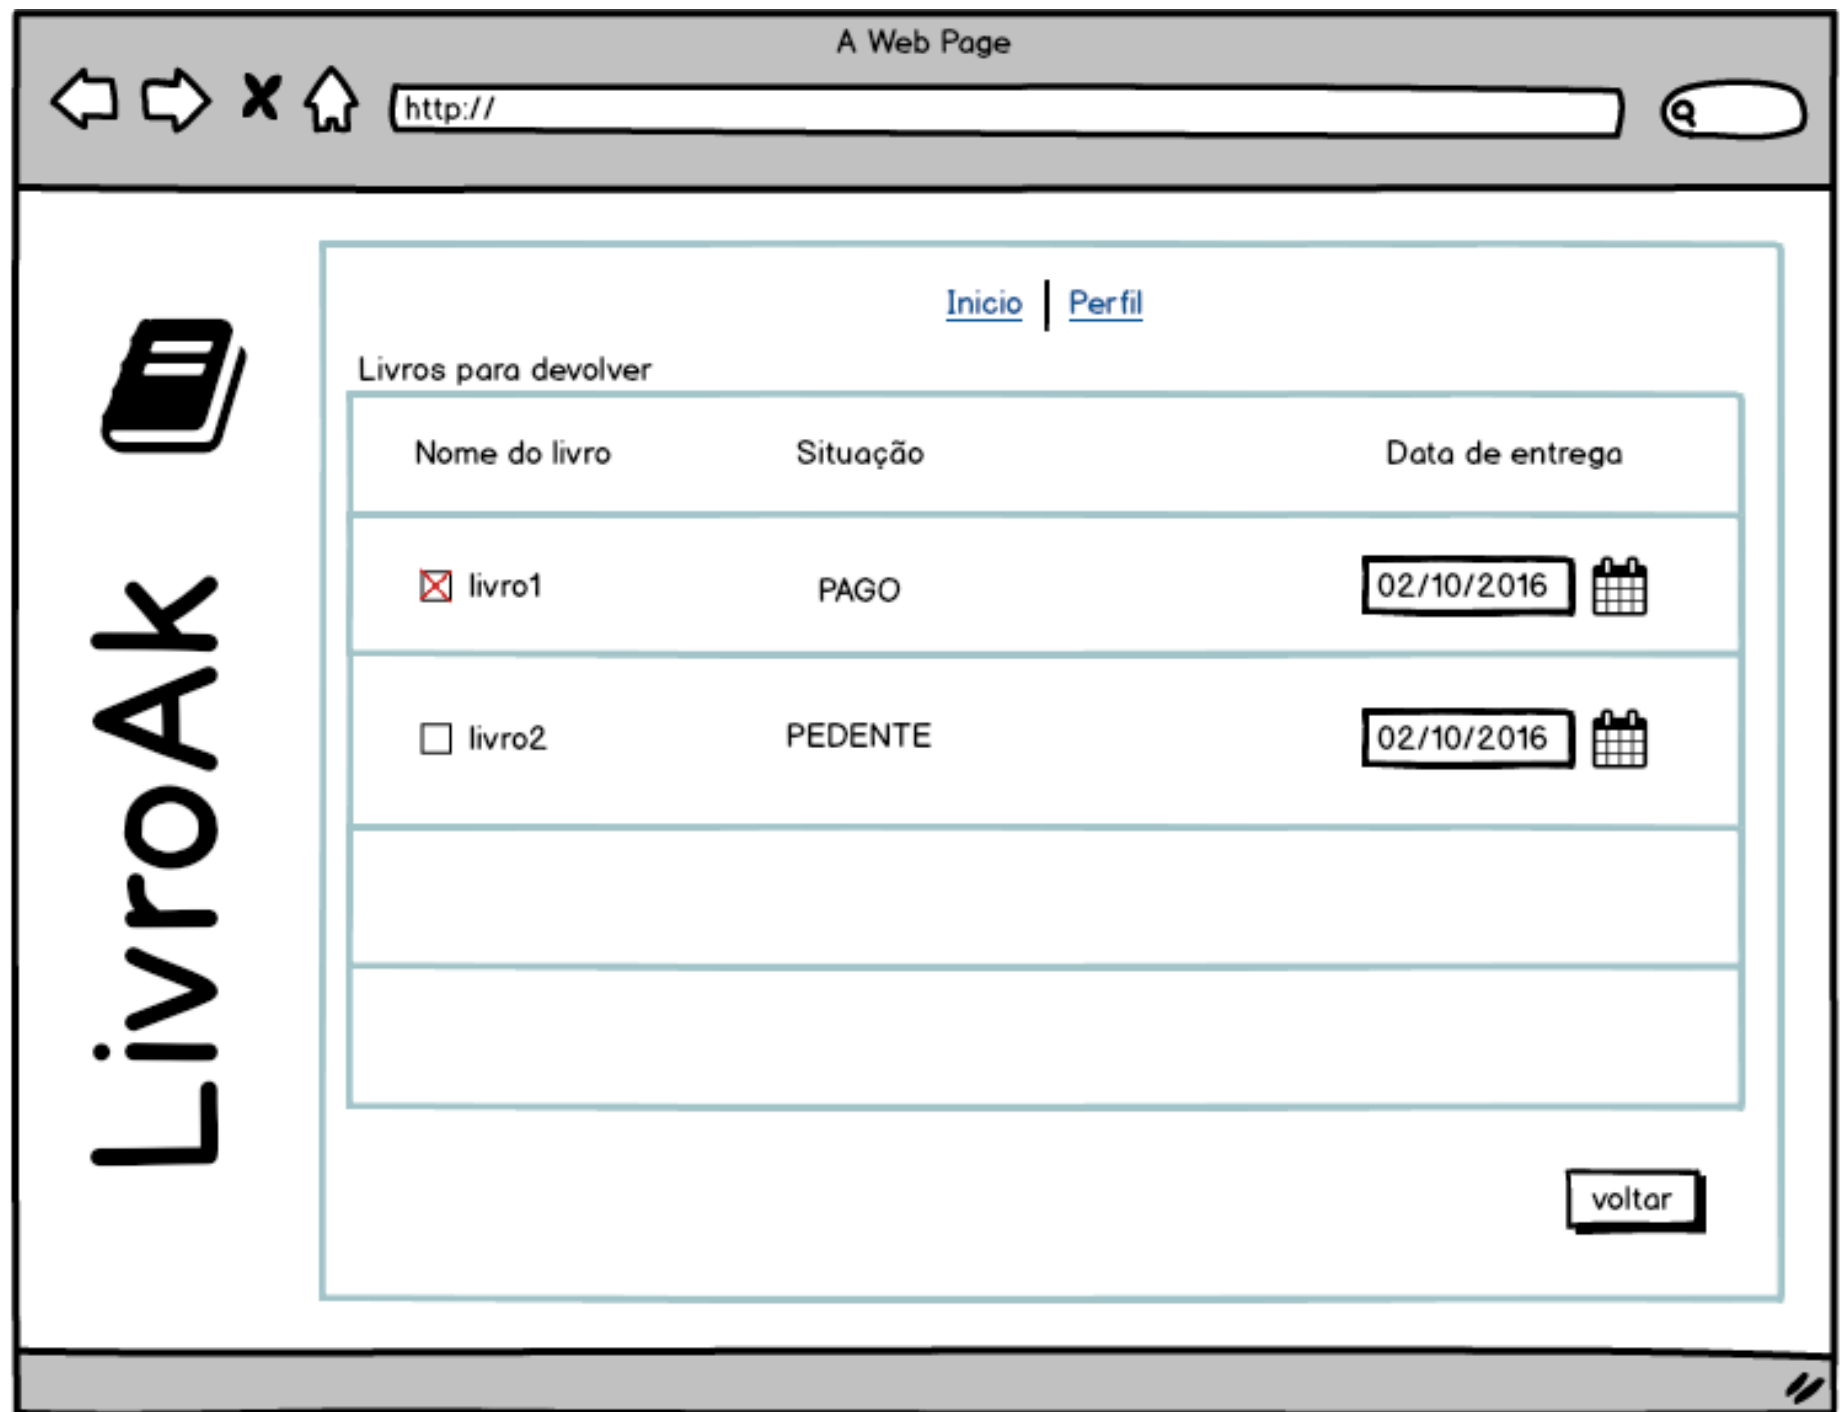 A Web Page
http://
Inicio | Perfil
Livros para devolver
Nome do livro Situação Data de entrega
livro1 PAGO 02/10/2016
livro2 PEDENTE 02/10/2016
voltar
LivroAk